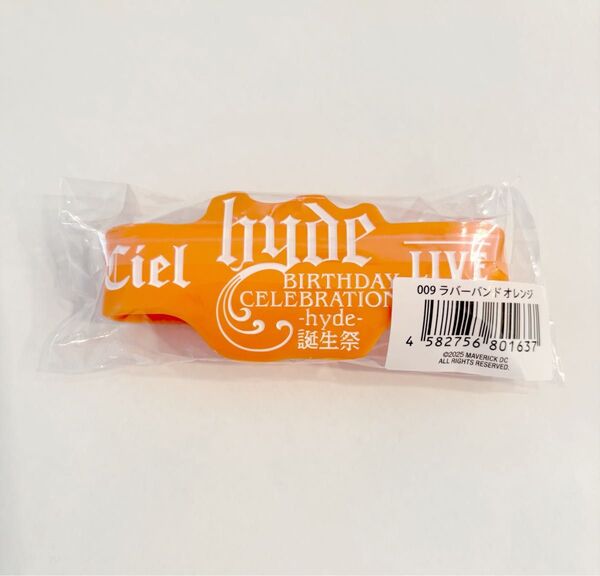 Ciel
hyde
LIVE
BIRTHDAY
CELEBRATION
-hyde-
誕生祭
009 ラバーバンド オレンジ
4 582756 801637
©2025 MAVERICK DC
ALL RIGHTS RESERVED.